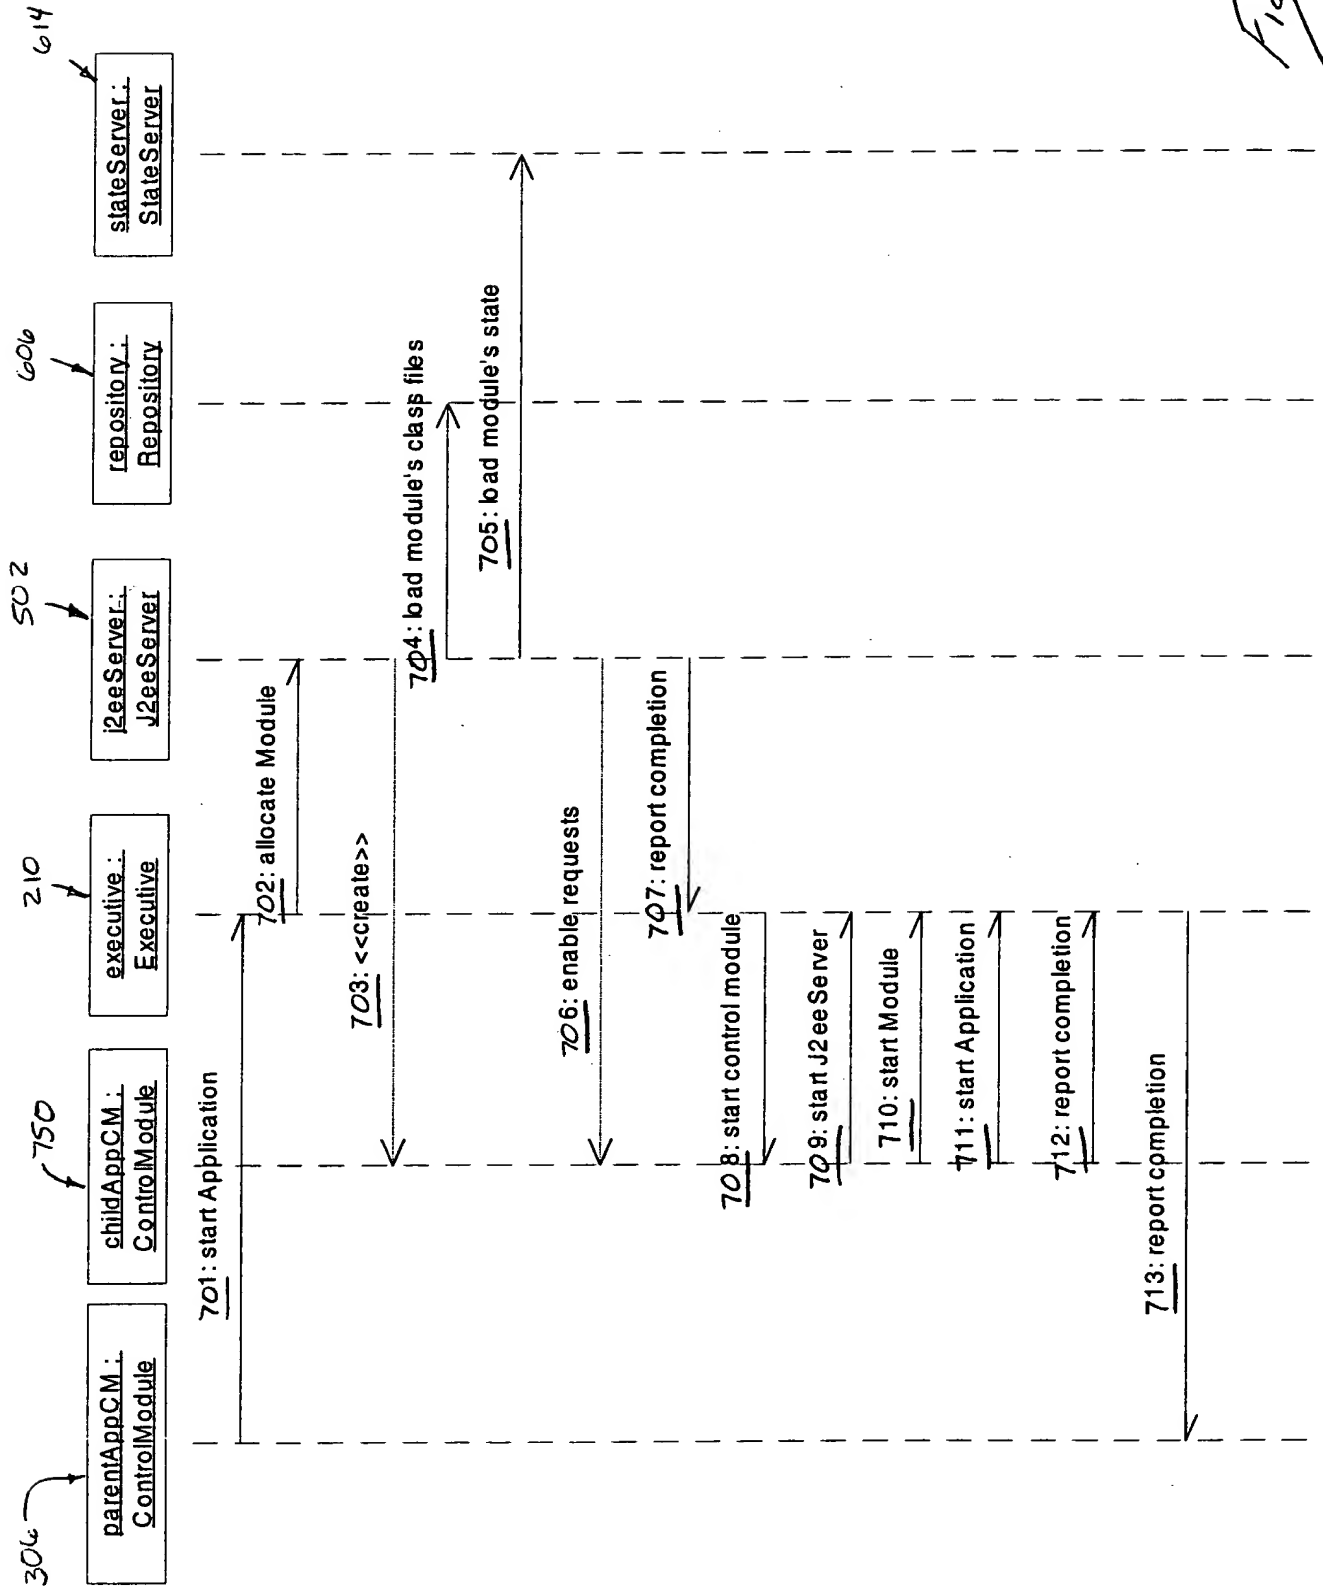 306
750
210
502
606
614
parentAppCM :
ControlModule
childAppCM :
ControlModule
executive :
Executive
j2eeServer :
J2eeServer
repository :
Repository
stateServer :
StateServer
701: start Application
702: allocate Module
703: <<create>>
704: load module's class files
705: load module's state
706: enable requests
707: report completion
708: start control module
709: start J2eeServer
710: start Module
711: start Application
712: report completion
713: report completion